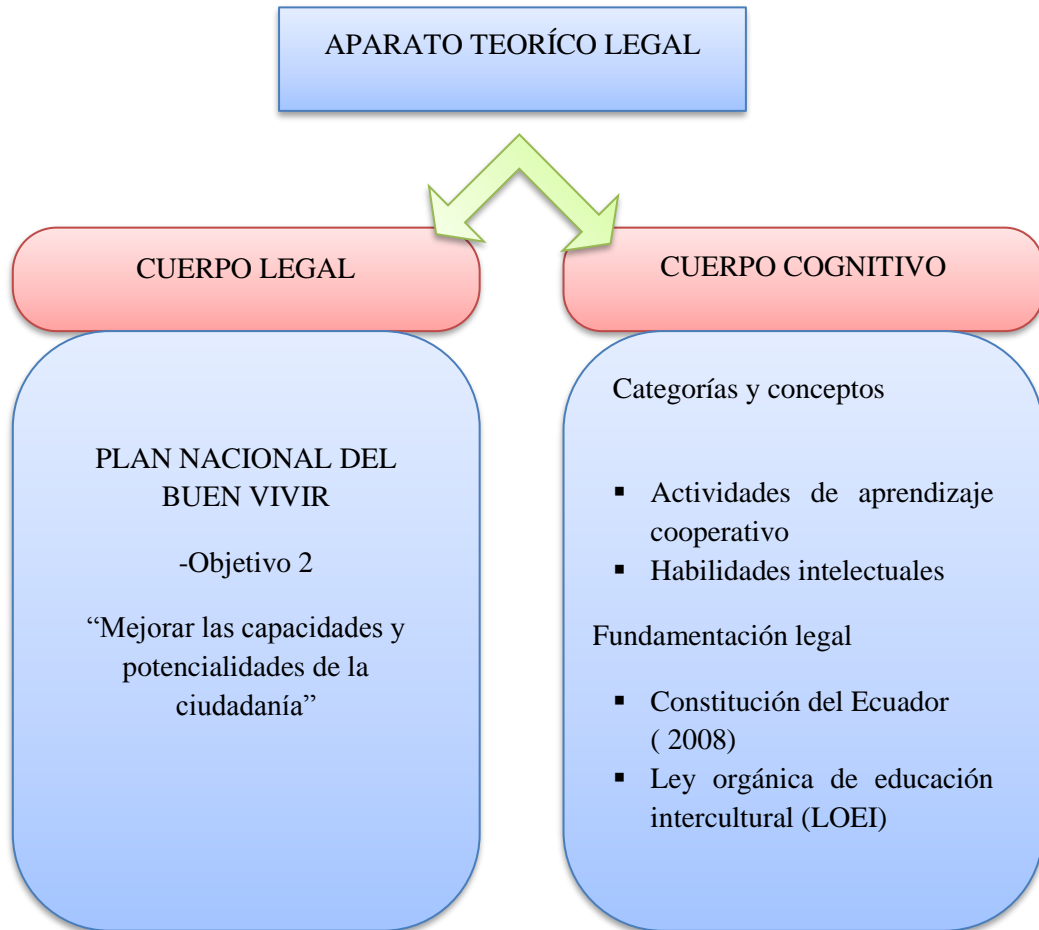 APARATO TEORÍCO LEGAL
CUERPO LEGAL
PLAN NACIONAL DEL
BUEN VIVIR
-Objetivo 2
“Mejorar las capacidades y
potencialidades de la
ciudadanía”
CUERPO COGNITIVO
Categorías y conceptos
▪ Actividades de aprendizaje
cooperativo
▪ Habilidades intelectuales
Fundamentación legal
▪ Constitución del Ecuador
( 2008)
▪ Ley orgánica de educación
intercultural (LOEI)